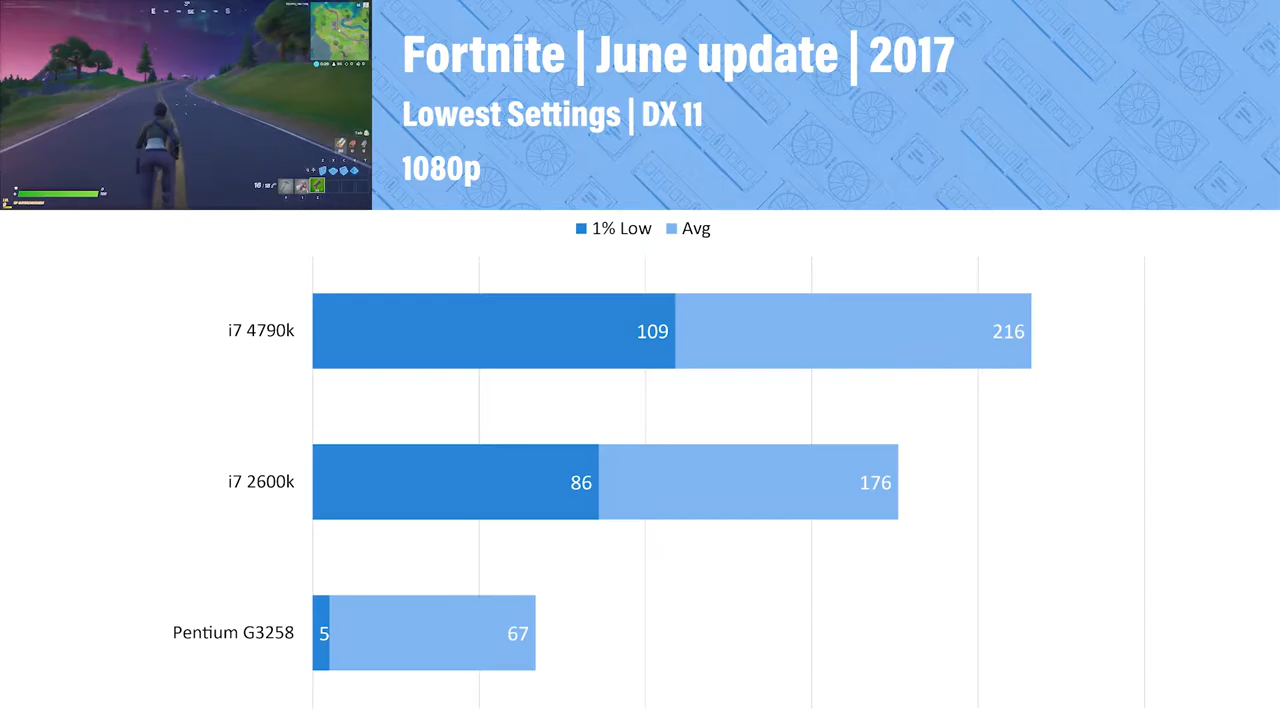 Fortnite | June update | 2017
Lowest Settings | DX 11
1080p
1% Low Avg
i7 4790k 109 216
i7 2600k 86 176
Pentium G3258 5 67